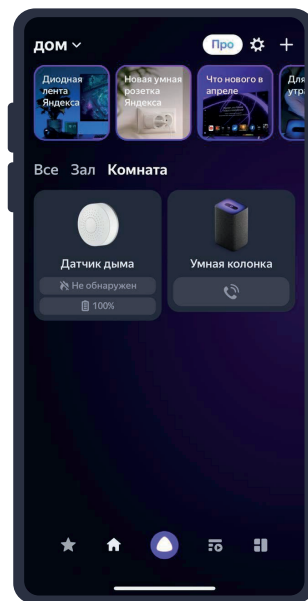 дом
Про
Диодная
лента
Яндекса
Новая умная
розетка
Яндекса
Что нового в
апреле
Для
утра
Все Зал Комната
Датчик дыма
Не обнаружен
100%
Умная колонка